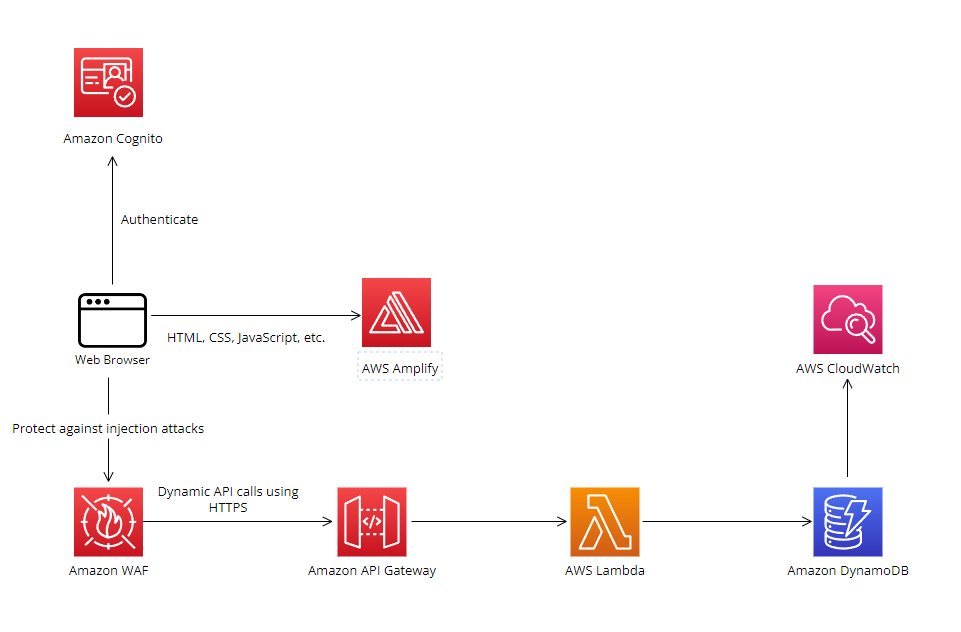 Amazon Cognito
Authenticate
Web Browser
HTML, CSS, JavaScript, etc.
AWS Amplify
AWS CloudWatch
Protect against injection attacks
Dynamic API calls using
HTTPS
Amazon WAF
Amazon API Gateway
AWS Lambda
Amazon DynamoDB